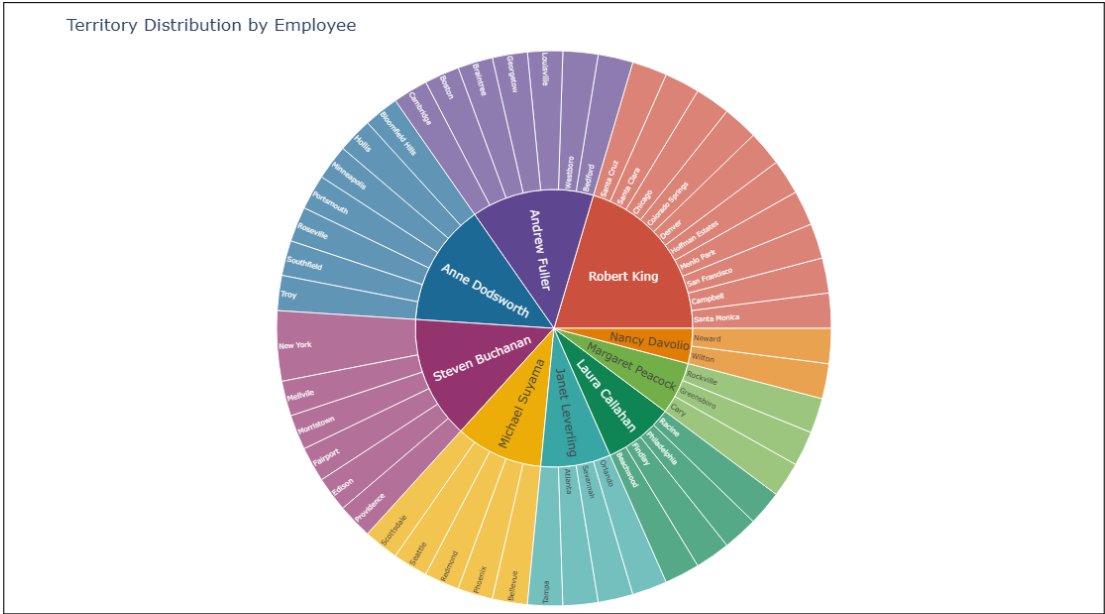 Territory Distribution by Employee
Robert King
Santa Cruz
Santa Clara
Chicago
Colorado Springs
Denver
Hoffman Estates
Menlo Park
San Francisco
Campbell
Santa Monica
Andrew Fuller
Cambridge
Boston
Braintree
Georgetow
Louisville
Westboro
Bedford
Anne Dodsworth
Bloomfield Hills
Hollis
Minneapolis
Portsmouth
Roseville
Southfield
Troy
Steven Buchanan
New York
Mellvile
Morristown
Fairport
Edison
Providence
Michael Suyama
Scottsdale
Seattle
Redmond
Phoenix
Bellevue
Janet Leverling
Tampa
Atlanta
Savannah
Orlando
Laura Callahan
Beachwood
Findlay
Philadelphia
Racine
Margaret Peacock
Cary
Greensboro
Rockville
Nancy Davolio
Neward
Wilton